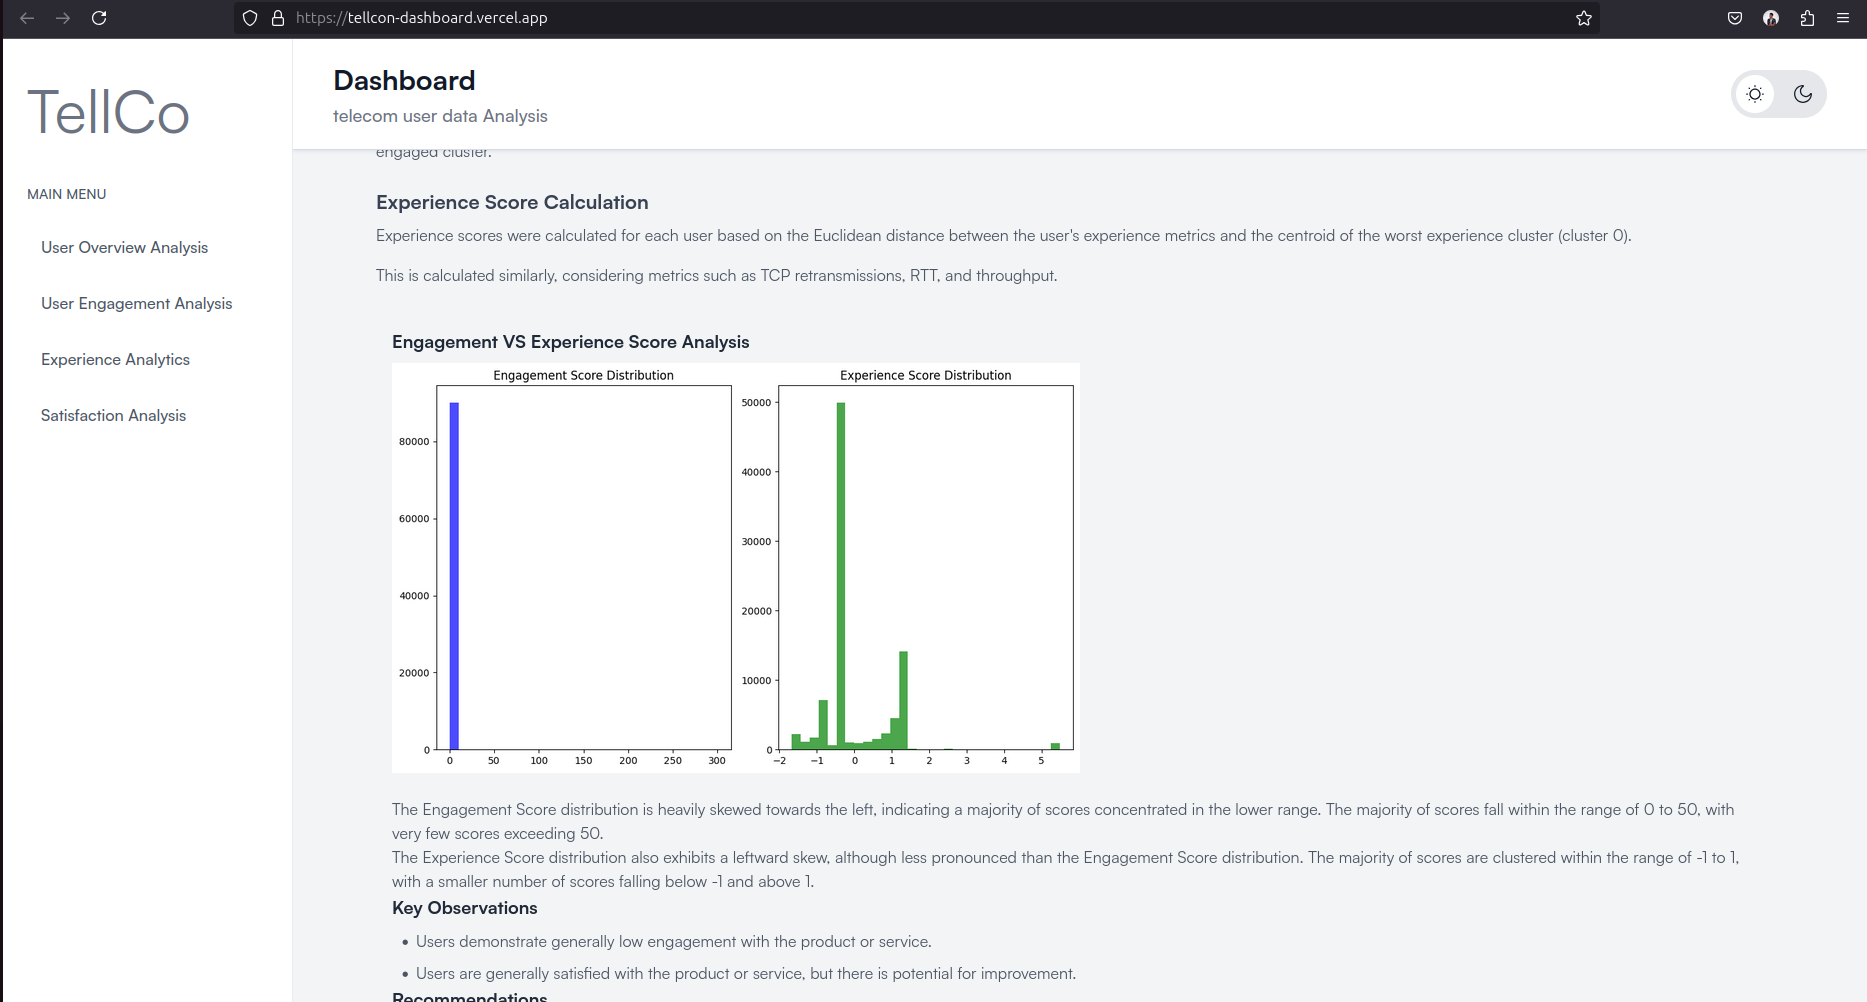 https://tellcon-dashboard.vercel.app
TellCo
MAIN MENU
User Overview Analysis
User Engagement Analysis
Experience Analytics
Satisfaction Analysis
Dashboard
telecom user data Analysis
engaged cluster.
Experience Score Calculation
Experience scores were calculated for each user based on the Euclidean distance between the user's experience metrics and the centroid of the worst experience cluster (cluster 0).
This is calculated similarly, considering metrics such as TCP retransmissions, RTT, and throughput.
Engagement VS Experience Score Analysis
Engagement Score Distribution
80000
60000
40000
20000
0
0 50 100 150 200 250 300
Experience Score Distribution
50000
40000
30000
20000
10000
0
−2 −1 0 1 2 3 4 5
The Engagement Score distribution is heavily skewed towards the left, indicating a majority of scores concentrated in the lower range. The majority of scores fall within the range of 0 to 50, with
very few scores exceeding 50.
The Experience Score distribution also exhibits a leftward skew, although less pronounced than the Engagement Score distribution. The majority of scores are clustered within the range of -1 to 1,
with a smaller number of scores falling below -1 and above 1.
Key Observations
• Users demonstrate generally low engagement with the product or service.
• Users are generally satisfied with the product or service, but there is potential for improvement.
Recommendations